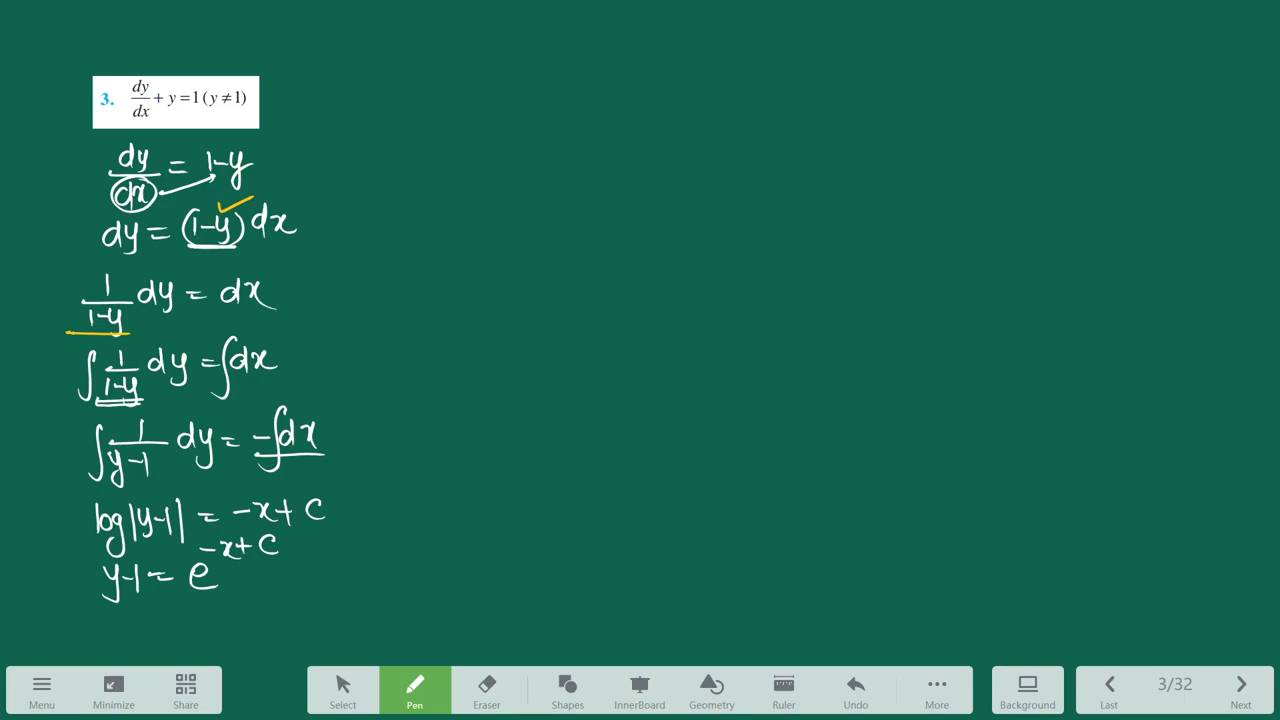 3. dy/dx + y = 1 ( y ≠ 1)
dy/dx = 1-y
dy = (1-y) dx
1/(1-y) dy = dx
∫ 1/(1-y) dy = ∫dx
∫ 1/(y-1) dy = -∫dx
log|y-1| = -x+c
y-1 = e^(-x+c)
Menu Minimize Share Select Pen Eraser Shapes InnerBoard Geometry Ruler Undo More Background Last 3/32 Next